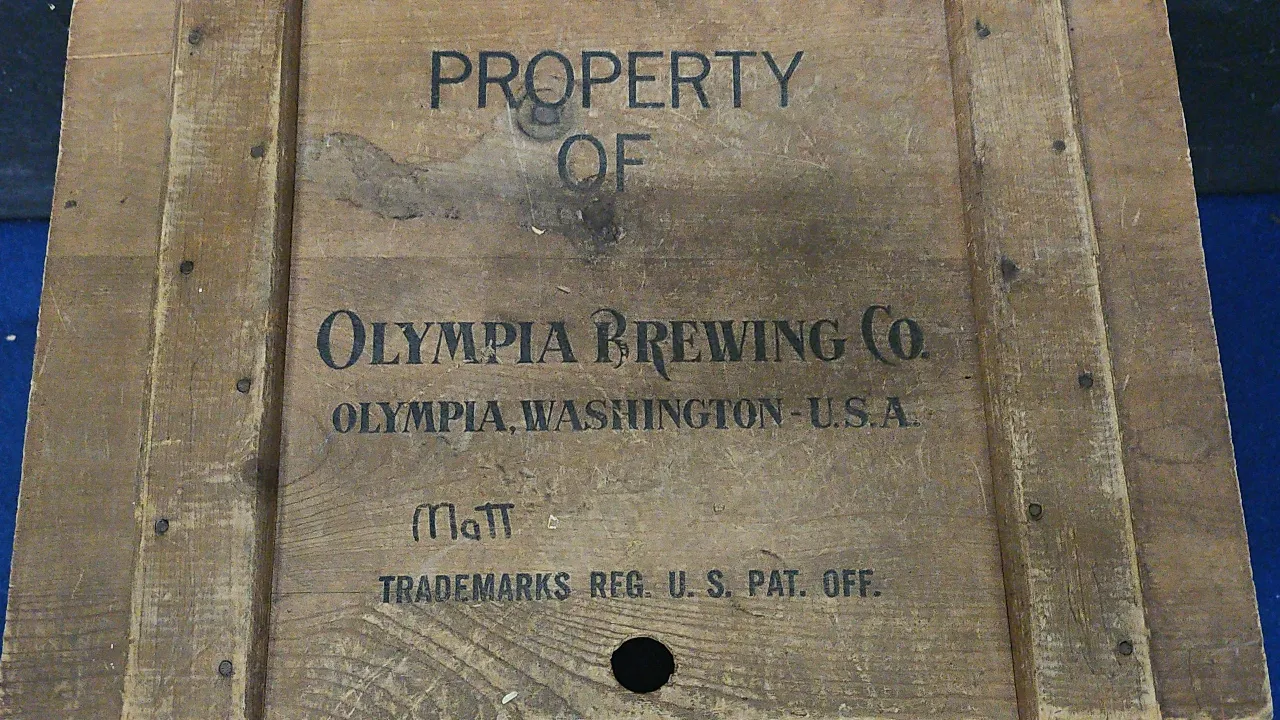 PROPERTY
OF
OLYMPIA BREWING CO.
OLYMPIA, WASHINGTON - U.S.A.
Matt
TRADEMARKS REG. U. S. PAT. OFF.